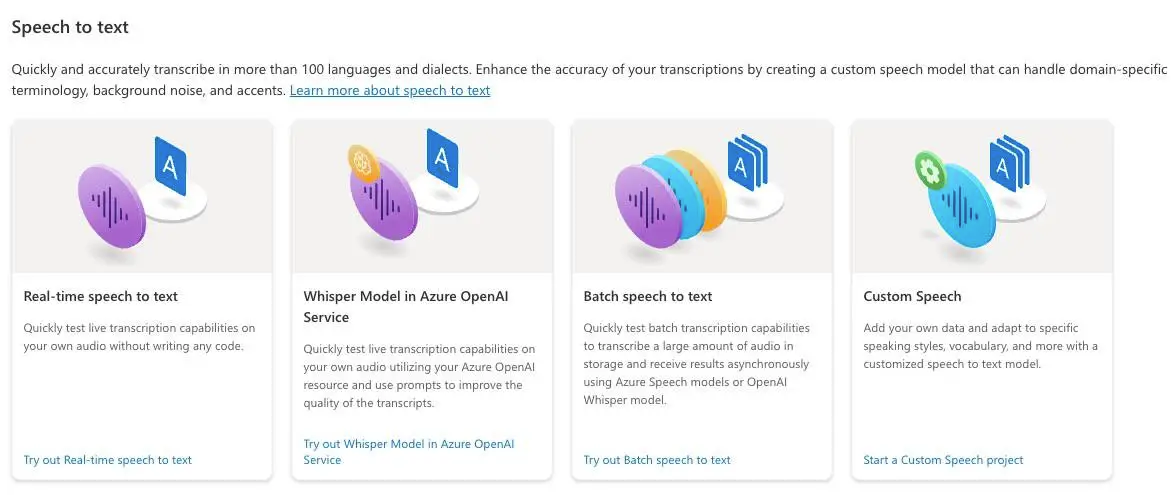 Speech to text
Quickly and accurately transcribe in more than 100 languages and dialects. Enhance the accuracy of your transcriptions by creating a custom speech model that can handle domain-specific
terminology, background noise, and accents. Learn more about speech to text
A
A
A
A
Real-time speech to text
Quickly test live transcription capabilities on
your own audio without writing any code.
Try out Real-time speech to text
Whisper Model in Azure OpenAI
Service
Quickly test live transcription capabilities on
your own audio utilizing your Azure OpenAI
resource and use prompts to improve the
quality of the transcripts.
Try out Whisper Model in Azure OpenAI
Service
Batch speech to text
Quickly test batch transcription capabilities
to transcribe a large amount of audio in
storage and receive results asynchronously
using Azure Speech models or OpenAI
Whisper model.
Try out Batch speech to text
Custom Speech
Add your own data and adapt to specific
speaking styles, vocabulary, and more with a
customized speech to text model.
Start a Custom Speech project